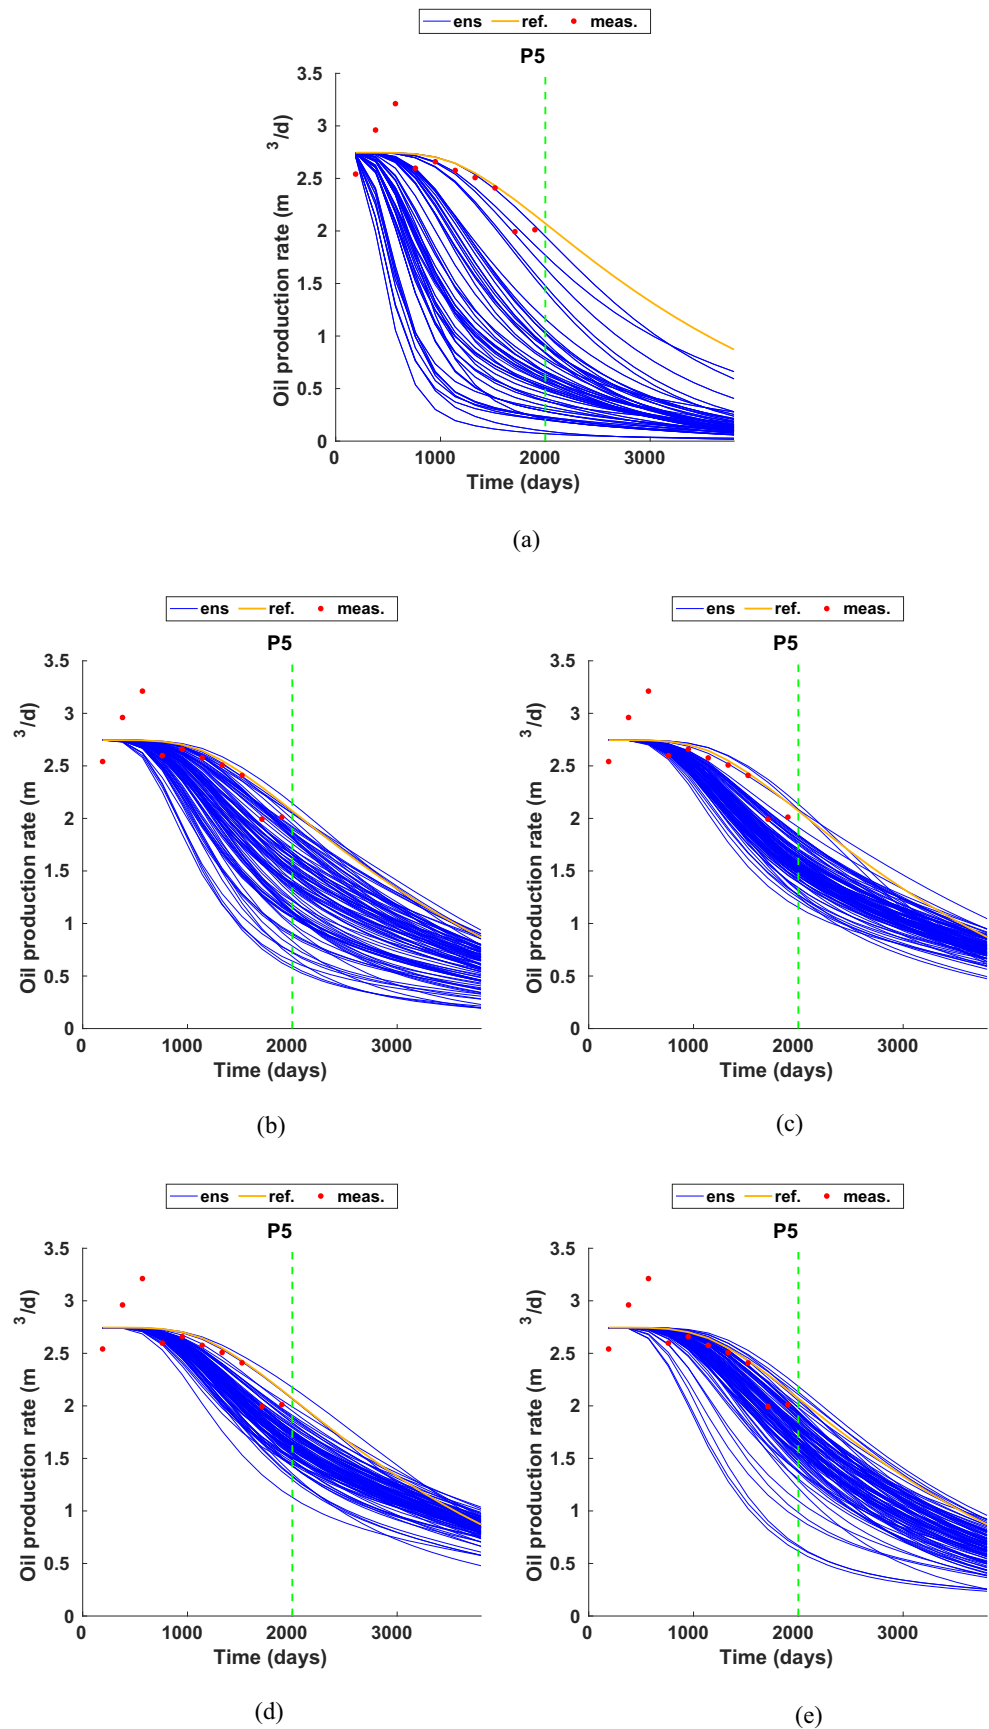 ens ref. meas.
P5
3.5
3
2.5
2
1.5
1
0.5
0
Oil production rate (m³/d)
0 1000 2000 3000
Time (days)
(a)
ens ref. meas.
P5
3.5
3
2.5
2
1.5
1
0.5
0
Oil production rate (m³/d)
0 1000 2000 3000
Time (days)
(b)
ens ref. meas.
P5
3.5
3
2.5
2
1.5
1
0.5
0
Oil production rate (m³/d)
0 1000 2000 3000
Time (days)
(c)
ens ref. meas.
P5
3.5
3
2.5
2
1.5
1
0.5
0
Oil production rate (m³/d)
0 1000 2000 3000
Time (days)
(d)
ens ref. meas.
P5
3.5
3
2.5
2
1.5
1
0.5
0
Oil production rate (m³/d)
0 1000 2000 3000
Time (days)
(e)